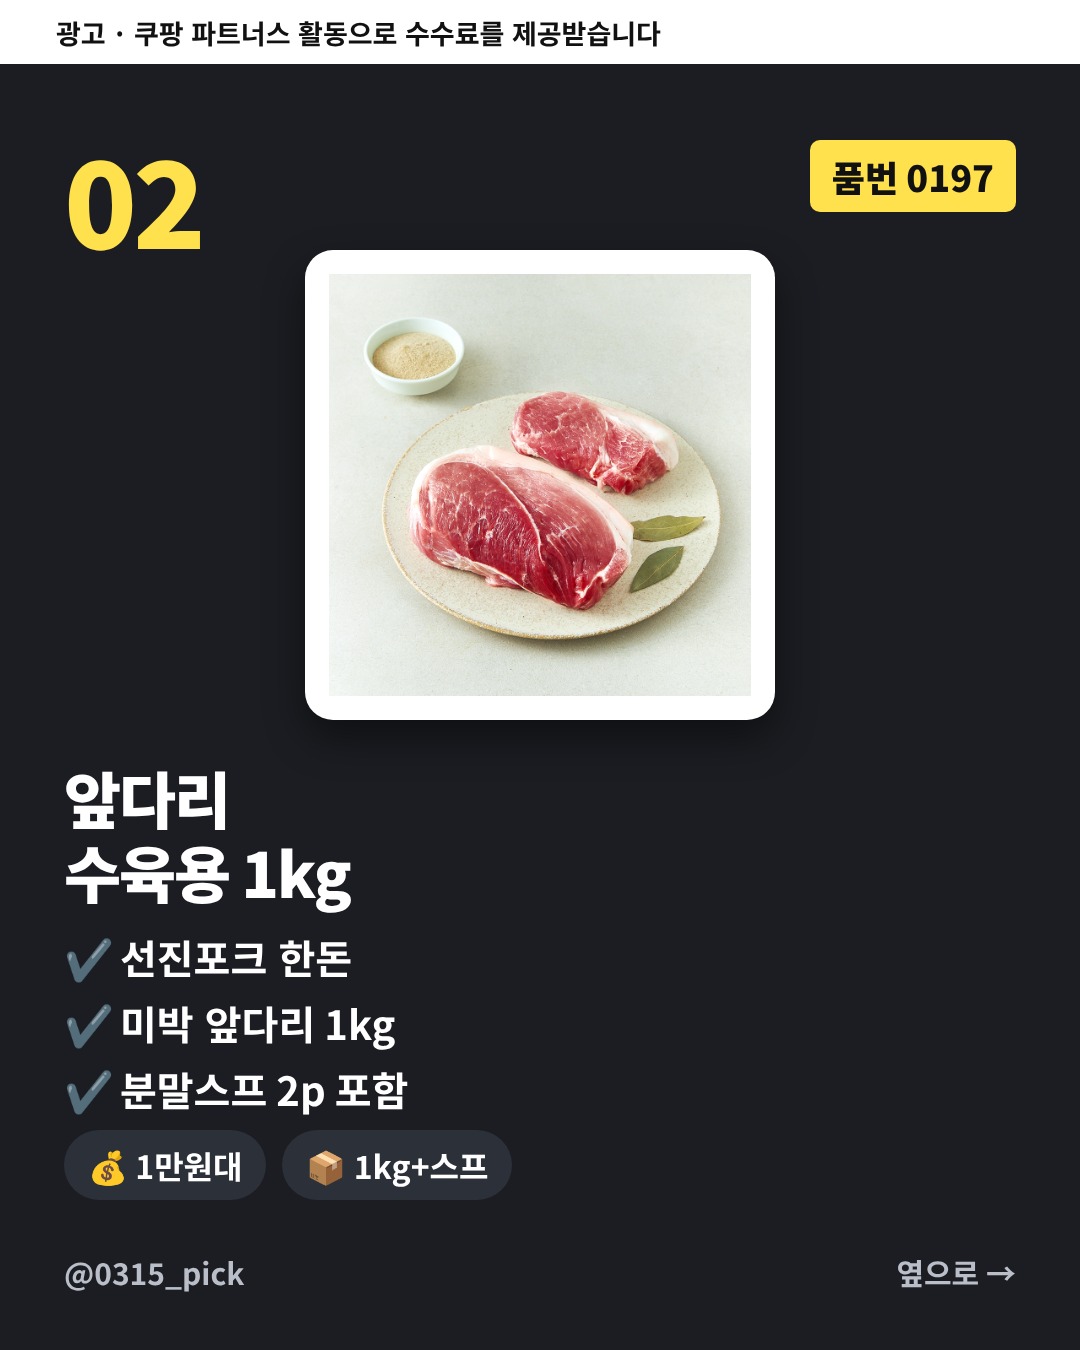 광고 · 쿠팡 파트너스 활동으로 수수료를 제공받습니다
02
품번 0197
앞다리
수육용 1kg
✔️ 선진포크 한돈
✔️ 미박 앞다리 1kg
✔️ 분말스프 2p 포함
💰 1만원대
📦 1kg+스프
@0315_pick
옆으로 →